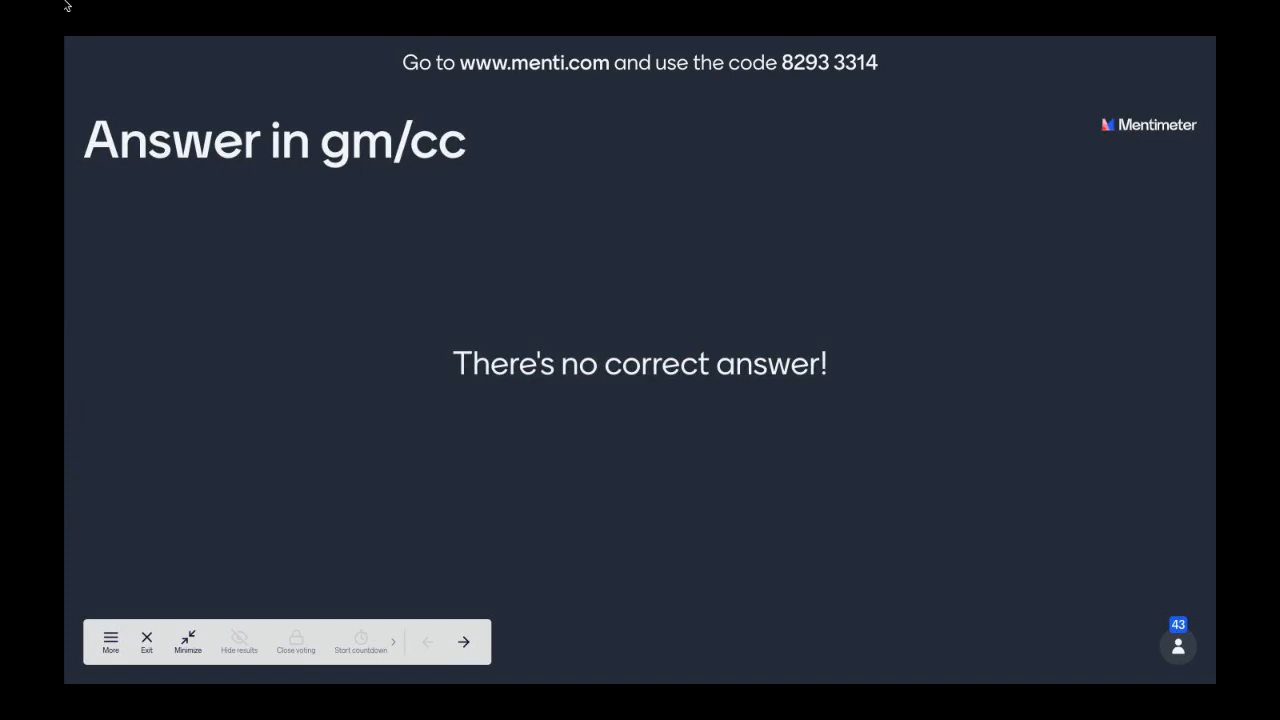 Go to www.menti.com and use the code 8293 3314
Answer in gm/cc
Mentimeter
There's no correct answer!
43
More Exit Minimize Hide results Close voting Start countdown